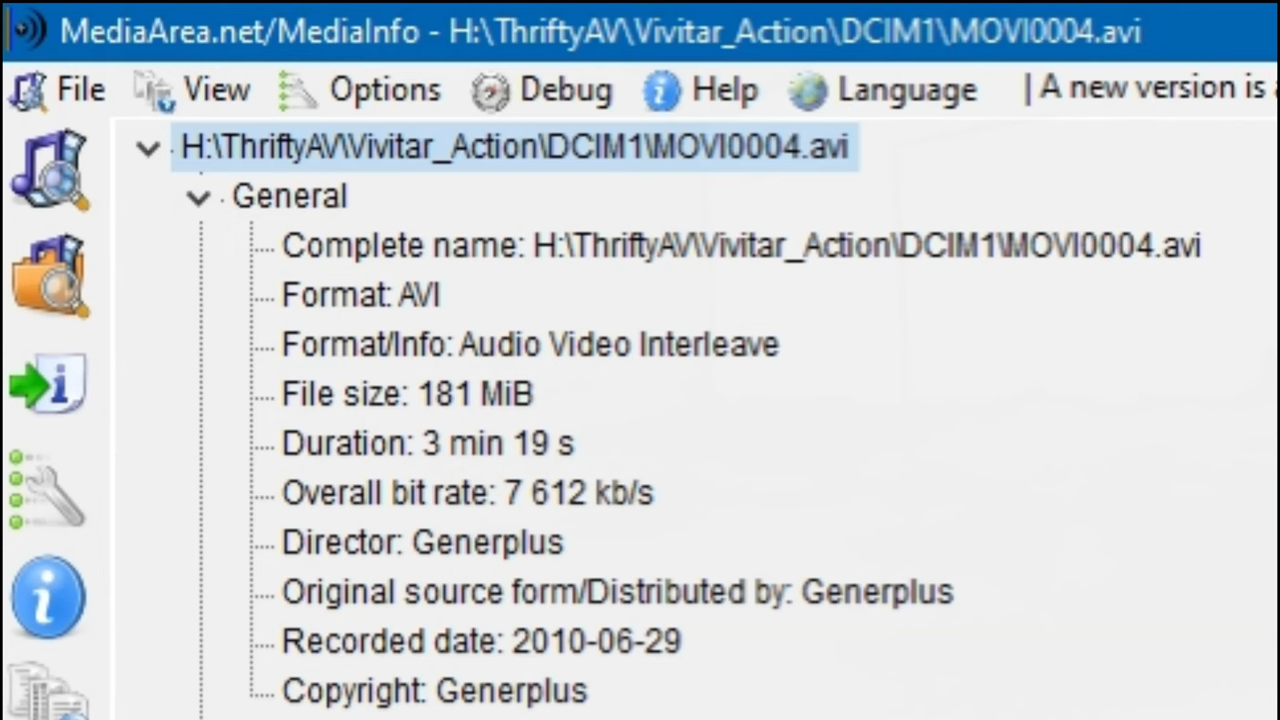 MediaArea.net/MediaInfo - H:\ThriftyAV\Vivitar_Action\DCIM1\MOVI0004.avi
File View Options Debug Help Language | A new version is
H:\ThriftyAV\Vivitar_Action\DCIM1\MOVI0004.avi
General
Complete name: H:\ThriftyAV\Vivitar_Action\DCIM1\MOVI0004.avi
Format: AVI
Format/Info: Audio Video Interleave
File size: 181 MiB
Duration: 3 min 19 s
Overall bit rate: 7 612 kb/s
Director: Generplus
Original source form/Distributed by: Generplus
Recorded date: 2010-06-29
Copyright: Generplus